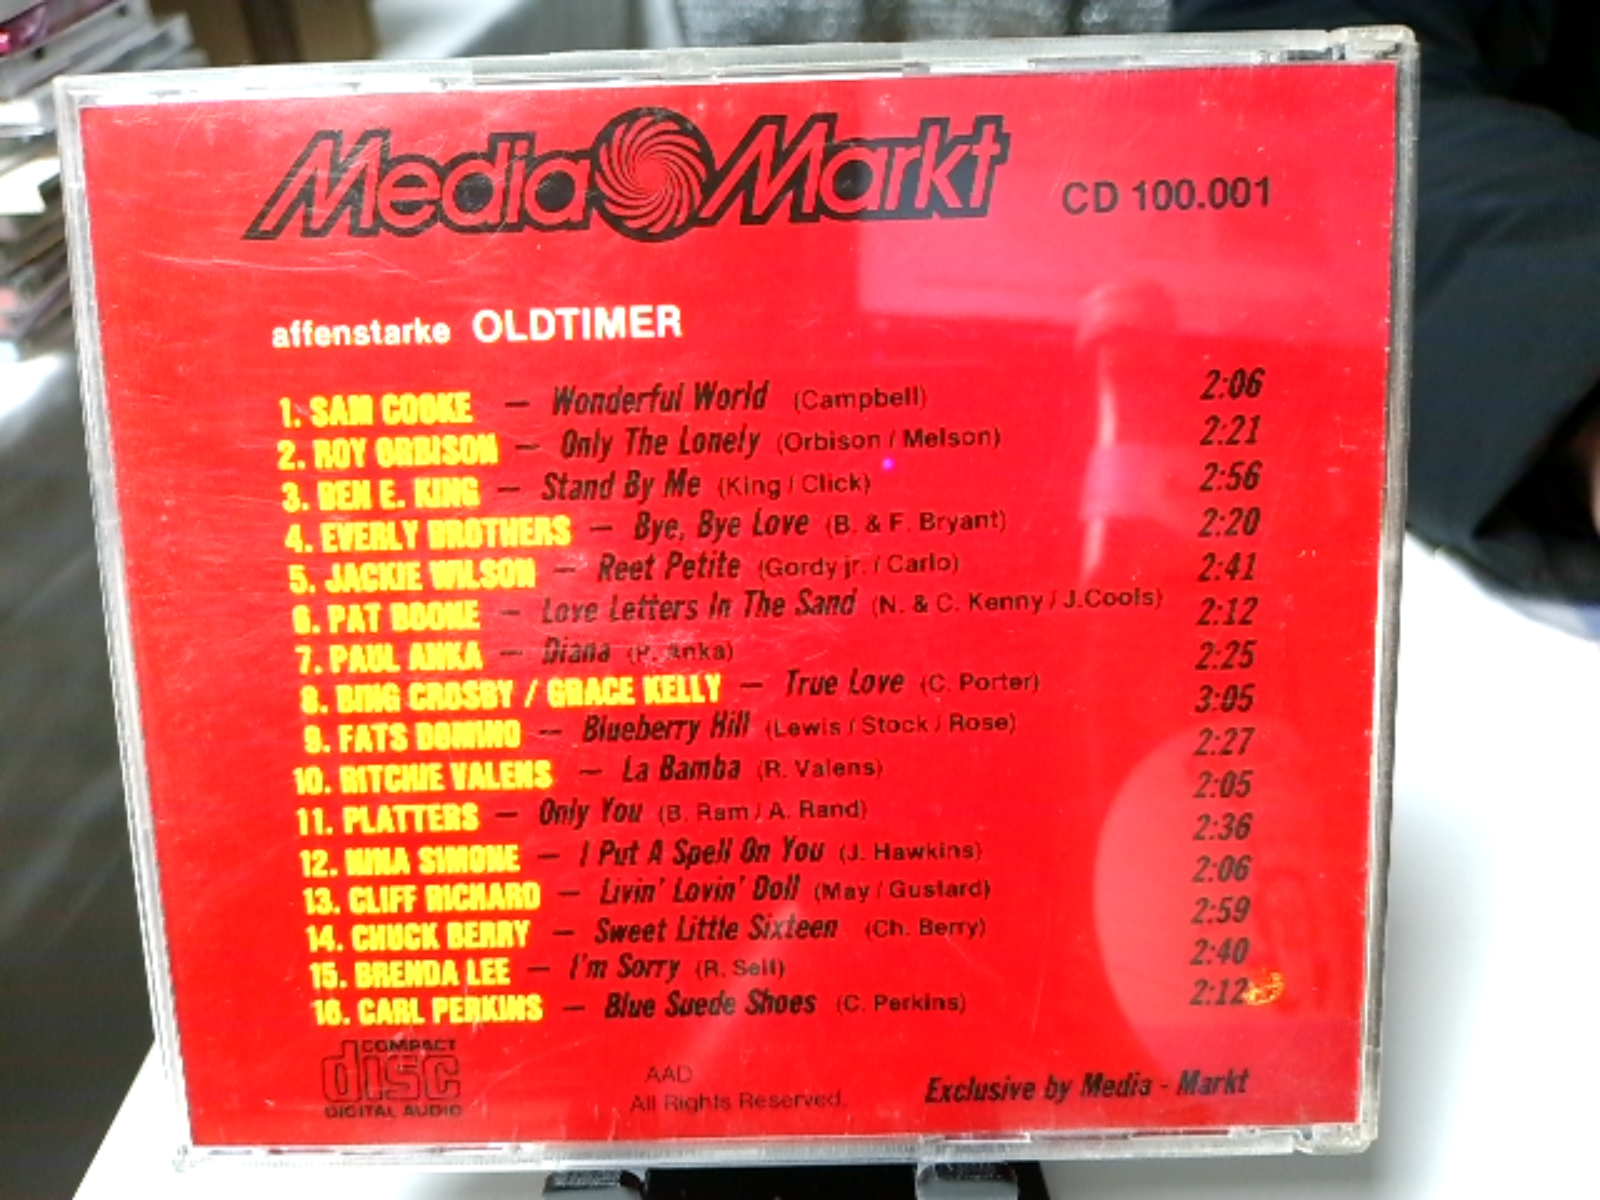 Media Markt
CD 100.001
affenstarke OLDTIMER
1. SAM COOKE — Wonderful World (Campbell)
2. ROY ORBISON — Only The Lonely (Orbison / Melson)
3. BEN E. KING — Stand By Me (King / Click)
4. EVERLY BROTHERS — Bye, Bye Love (B. & F. Bryant)
5. JACKIE WILSON — Reet Petite (Gordy jr. / Carlo)
6. PAT BOONE — Love Letters In The Sand (N. & C. Kenny / J.Cools)
7. PAUL ANKA — Diana (P. Anka)
8. BING CROSBY / GRACE KELLY — True Love (C. Porter)
9. FATS DOMINO — Blueberry Hill (Lewis / Stock / Rose)
10. RITCHIE VALENS — La Bamba (R. Valens)
11. PLATTERS — Only You (B. Ram / A. Rand)
12. NINA SIMONE — I Put A Spell On You (J. Hawkins)
13. CLIFF RICHARD — Livin' Lovin' Doll (May / Gustard)
14. CHUCK BERRY — Sweet Little Sixteen (Ch. Berry)
15. BRENDA LEE — I'm Sorry (R. Self)
16. CARL PERKINS — Blue Suede Shoes (C. Perkins)
2:06
2:21
2:56
2:20
2:41
2:12
2:25
3:05
2:27
2:05
2:36
2:06
2:59
2:40
2:12
COMPACT
disc
DIGITAL AUDIO
AAD
All Rights Reserved.
Exclusive by Media - Markt